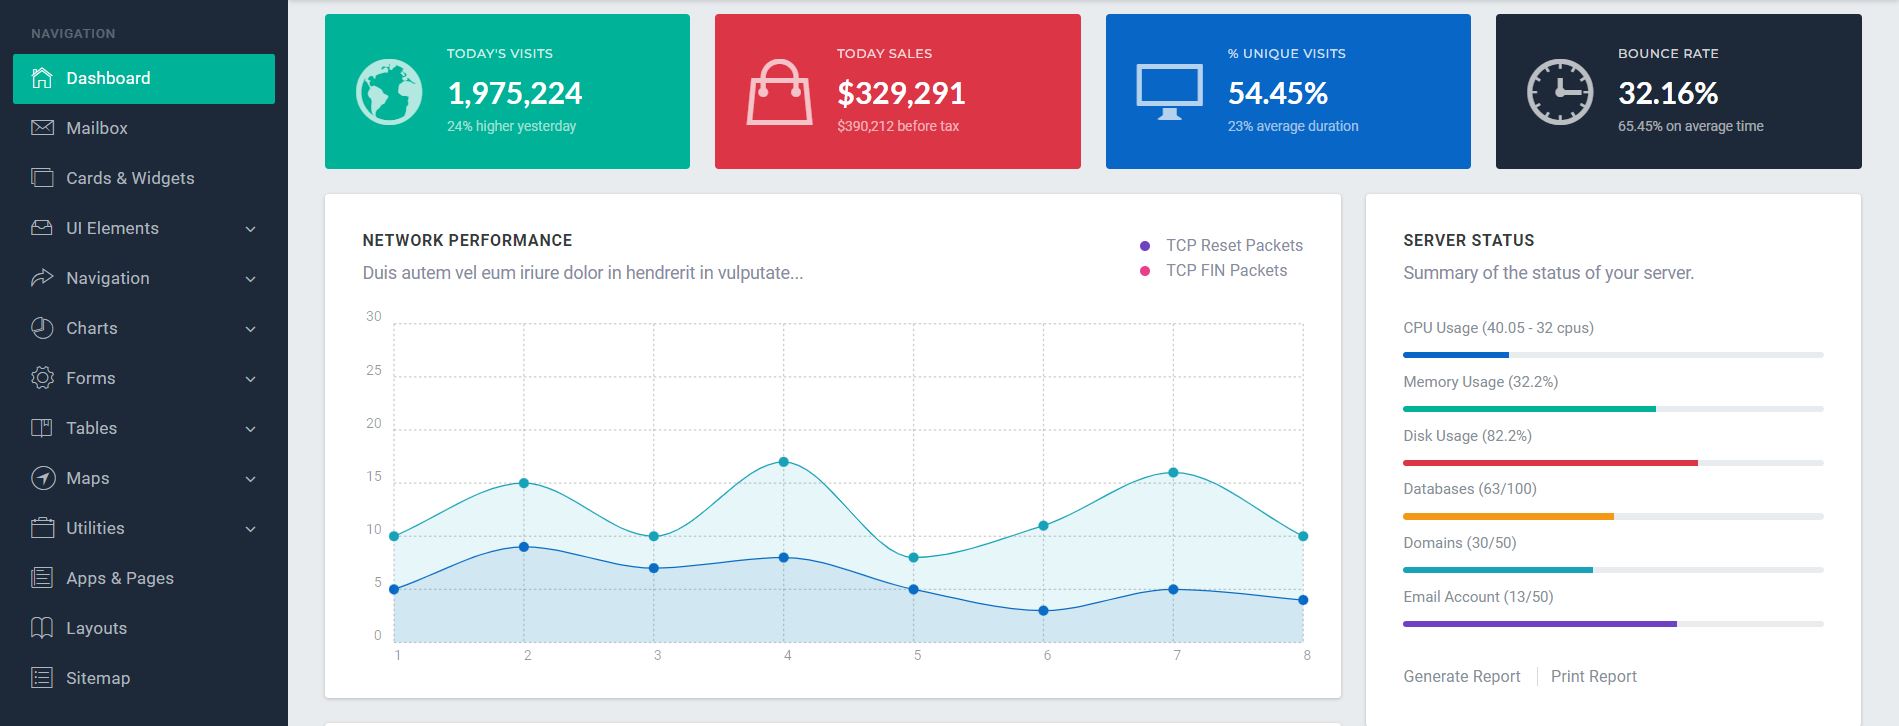 NAVIGATION
Dashboard
Mailbox
Cards & Widgets
UI Elements
Navigation
Charts
Forms
Tables
Maps
Utilities
Apps & Pages
Layouts
Sitemap
TODAY'S VISITS
1,975,224
24% higher yesterday
TODAY SALES
$329,291
$390,212 before tax
% UNIQUE VISITS
54.45%
23% average duration
BOUNCE RATE
32.16%
65.45% on average time
NETWORK PERFORMANCE
Duis autem vel eum iriure dolor in hendrerit in vulputate...
TCP Reset Packets
TCP FIN Packets
30
25
20
15
10
5
0
1 2 3 4 5 6 7 8
SERVER STATUS
Summary of the status of your server.
CPU Usage (40.05 - 32 cpus)
Memory Usage (32.2%)
Disk Usage (82.2%)
Databases (63/100)
Domains (30/50)
Email Account (13/50)
Generate Report Print Report